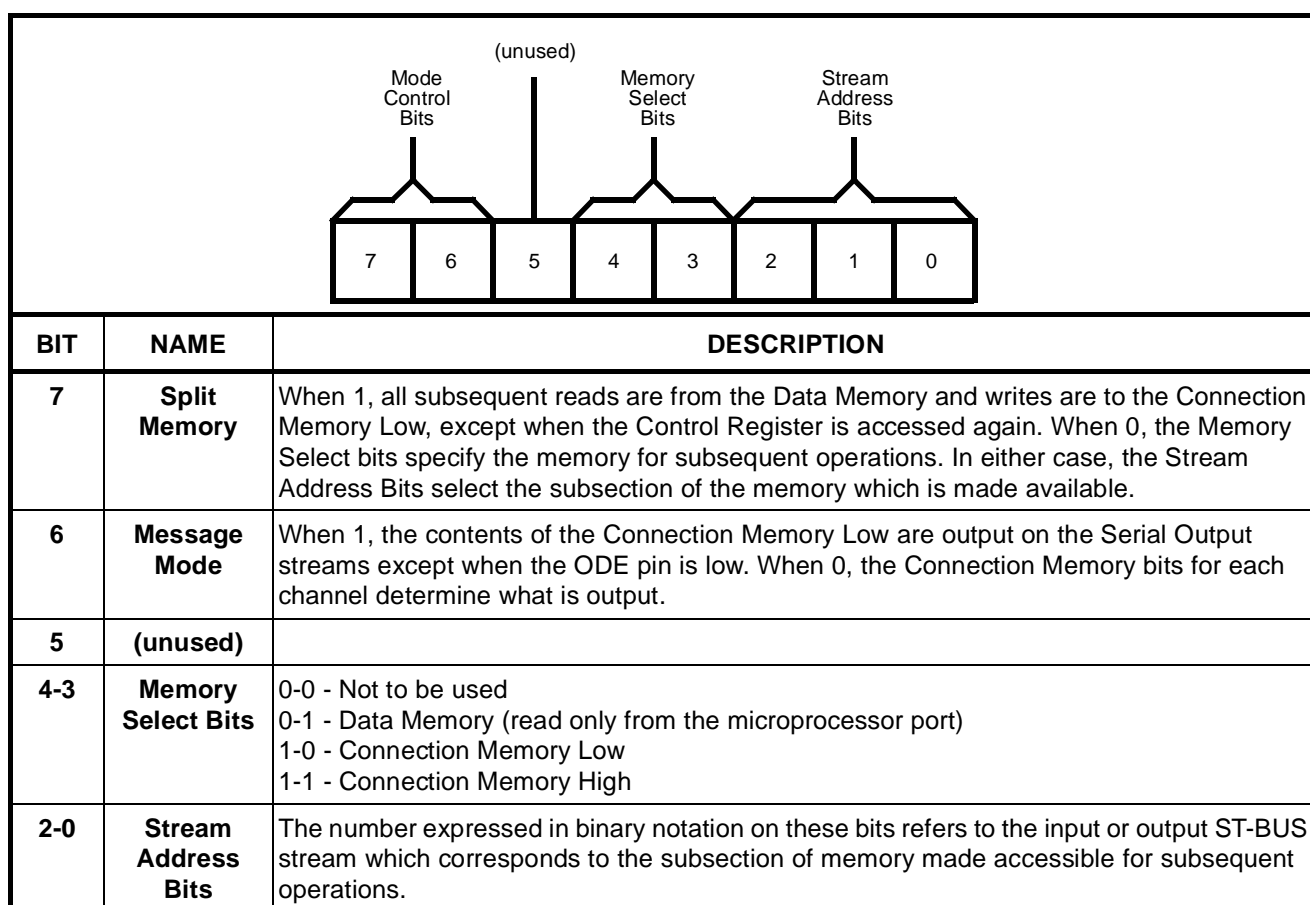 (unused)
Mode
Control
Bits
Memory
Select
Bits
Stream
Address
Bits
7 6 5 4 3 2 1 0
BIT NAME DESCRIPTION
7 Split Memory When 1, all subsequent reads are from the Data Memory and writes are to the Connection
Memory Low, except when the Control Register is accessed again. When 0, the Memory
Select bits specify the memory for subsequent operations. In either case, the Stream
Address Bits select the subsection of the memory which is made available.
6 Message Mode When 1, the contents of the Connection Memory Low are output on the Serial Output
streams except when the ODE pin is low. When 0, the Connection Memory bits for each
channel determine what is output.
5 (unused)
4-3 Memory Select Bits 0-0 - Not to be used
0-1 - Data Memory (read only from the microprocessor port)
1-0 - Connection Memory Low
1-1 - Connection Memory High
2-0 Stream Address Bits The number expressed in binary notation on these bits refers to the input or output ST-BUS
stream which corresponds to the subsection of memory made accessible for subsequent
operations.